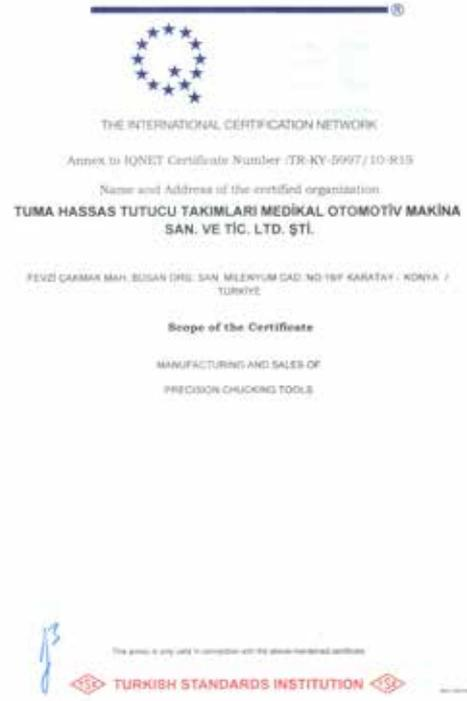 ®
THE INTERNATIONAL CERTIFICATION NETWORK
Annex to IQNET Certificate Number :TR-KY-5997/10-R15
Name and Address of the certified organization
TUMA HASSAS TUTUCU TAKIMLARI MEDİKAL OTOMOTİV MAKİNA
SAN. VE TİC. LTD. ŞTİ.
FEVZİ ÇAKMAK MAH. BÜSAN ORG. SAN. MİLENYUM CAD. KARATAY - KONYA /
TÜRKİYE
Scope of the Certificate
MANUFACTURING AND SALES OF
PRECISION CHUCKING TOOLS
This annex is only valid in connection with the above-mentioned certificate
TSE TURKISH STANDARDS INSTITUTION TSE